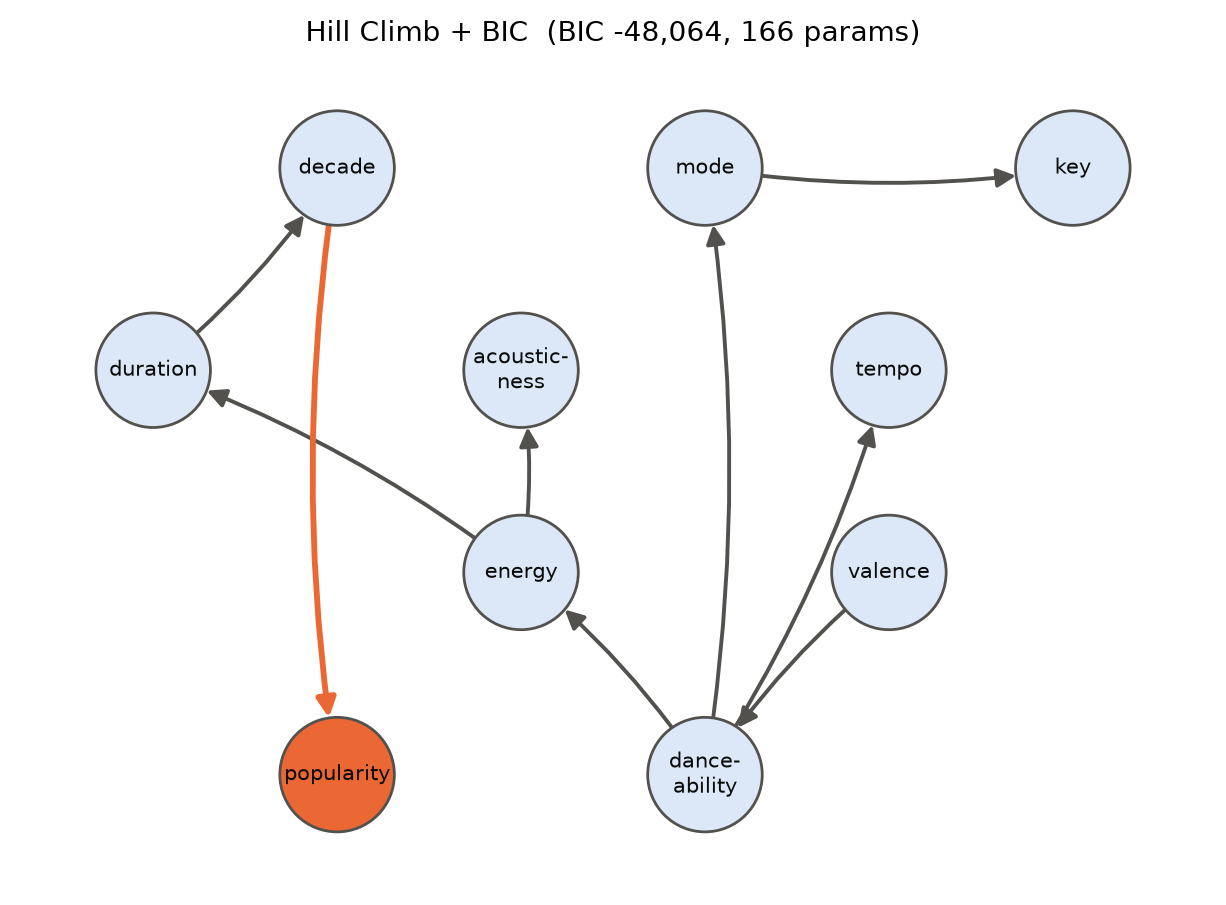 Hill Climb + BIC  (BIC -48,064, 166 params)
decade
mode
key
duration
acoustic-
ness
tempo
energy
valence
popularity
dance-
ability